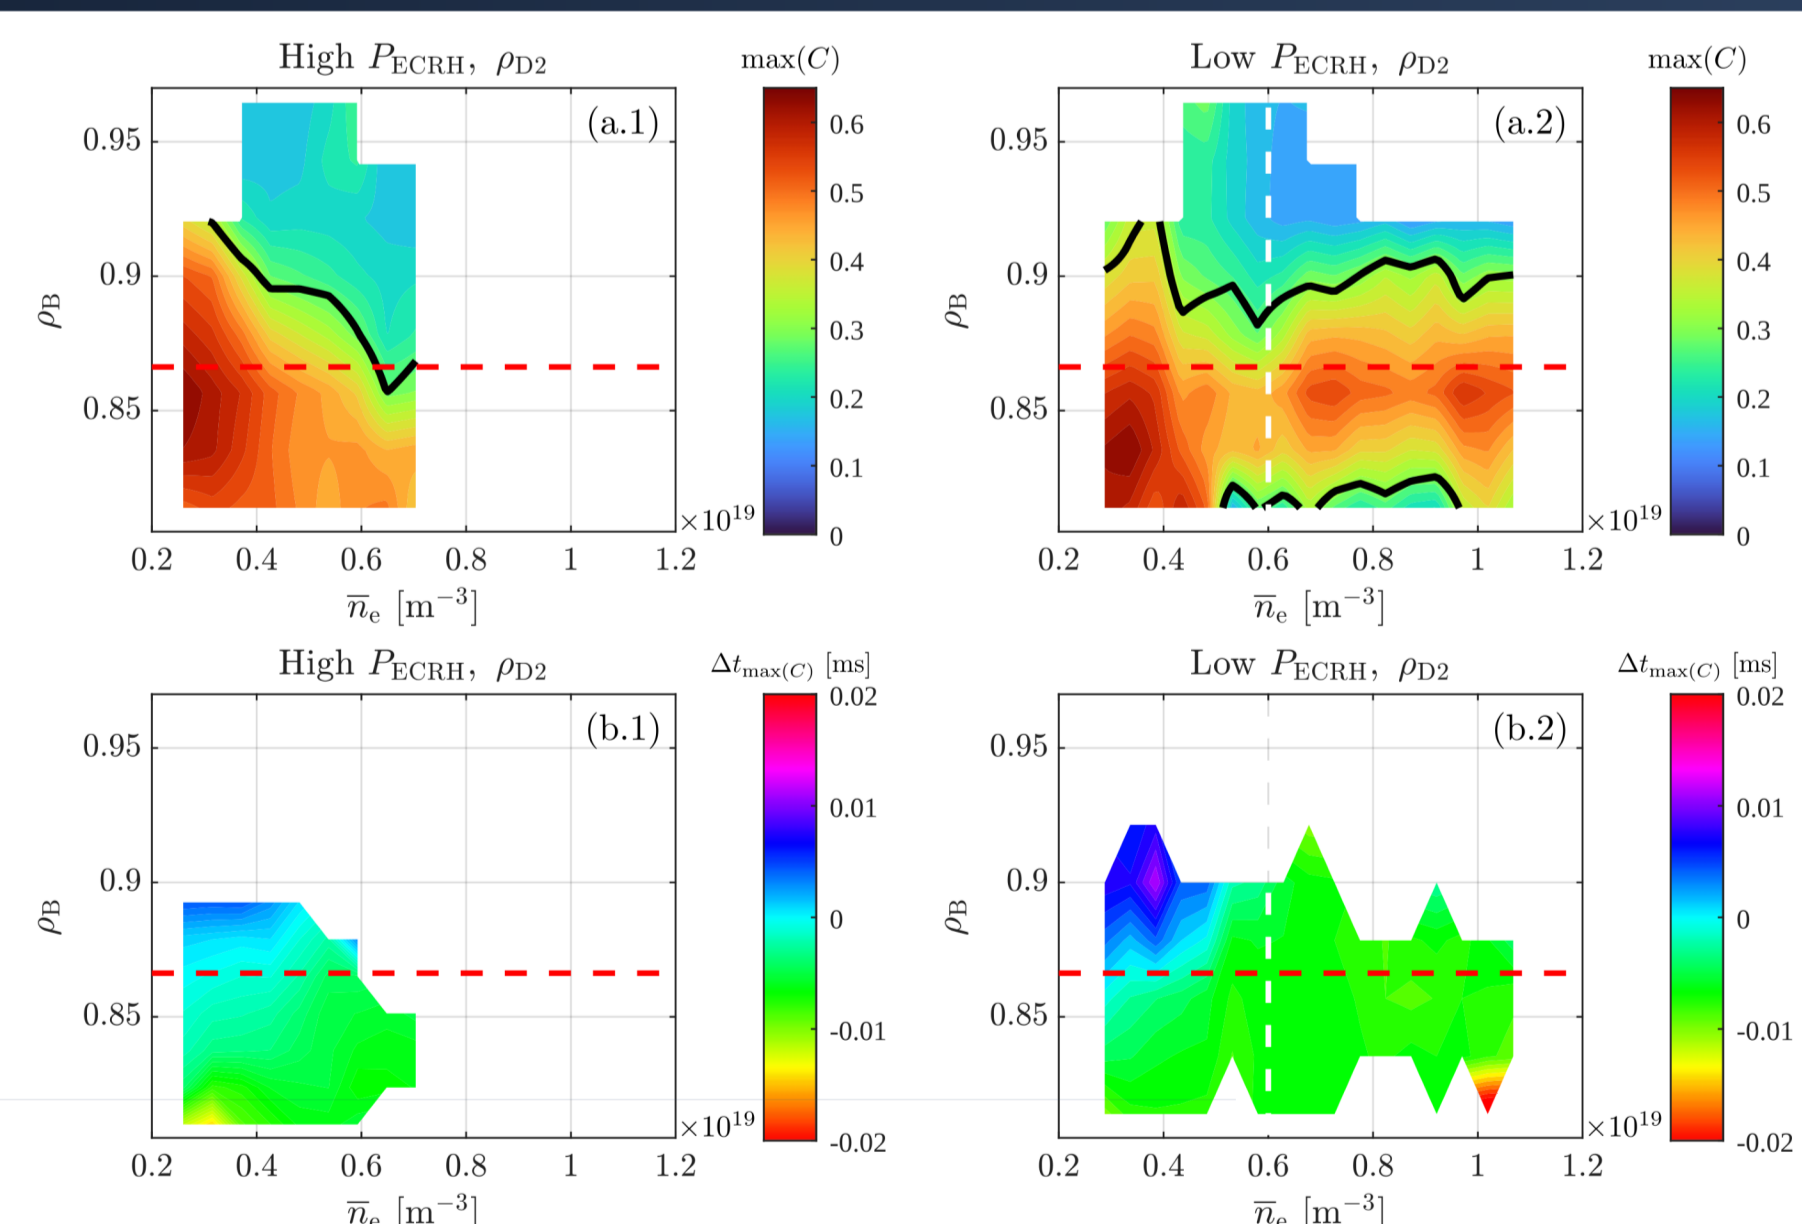 High P_ECRH, ρ_D2
max(C)
(a.1)
0.95
0.9
0.85
ρ_B
0.2 0.4 0.6 0.8 1 1.2
×10^19
n̅_e [m^−3]
0.6
0.5
0.4
0.3
0.2
0.1
0
Low P_ECRH, ρ_D2
max(C)
(a.2)
0.95
0.9
0.85
ρ_B
0.2 0.4 0.6 0.8 1 1.2
×10^19
n̅_e [m^−3]
0.6
0.5
0.4
0.3
0.2
0.1
0
High P_ECRH, ρ_D2
Δt_max(C) [ms]
(b.1)
0.95
0.9
0.85
ρ_B
0.2 0.4 0.6 0.8 1 1.2
×10^19
n̅_e [m^−3]
0.02
0.01
0
-0.01
-0.02
Low P_ECRH, ρ_D2
Δt_max(C) [ms]
(b.2)
0.95
0.9
0.85
ρ_B
0.2 0.4 0.6 0.8 1 1.2
×10^19
n̅_e [m^−3]
0.02
0.01
0
-0.01
-0.02